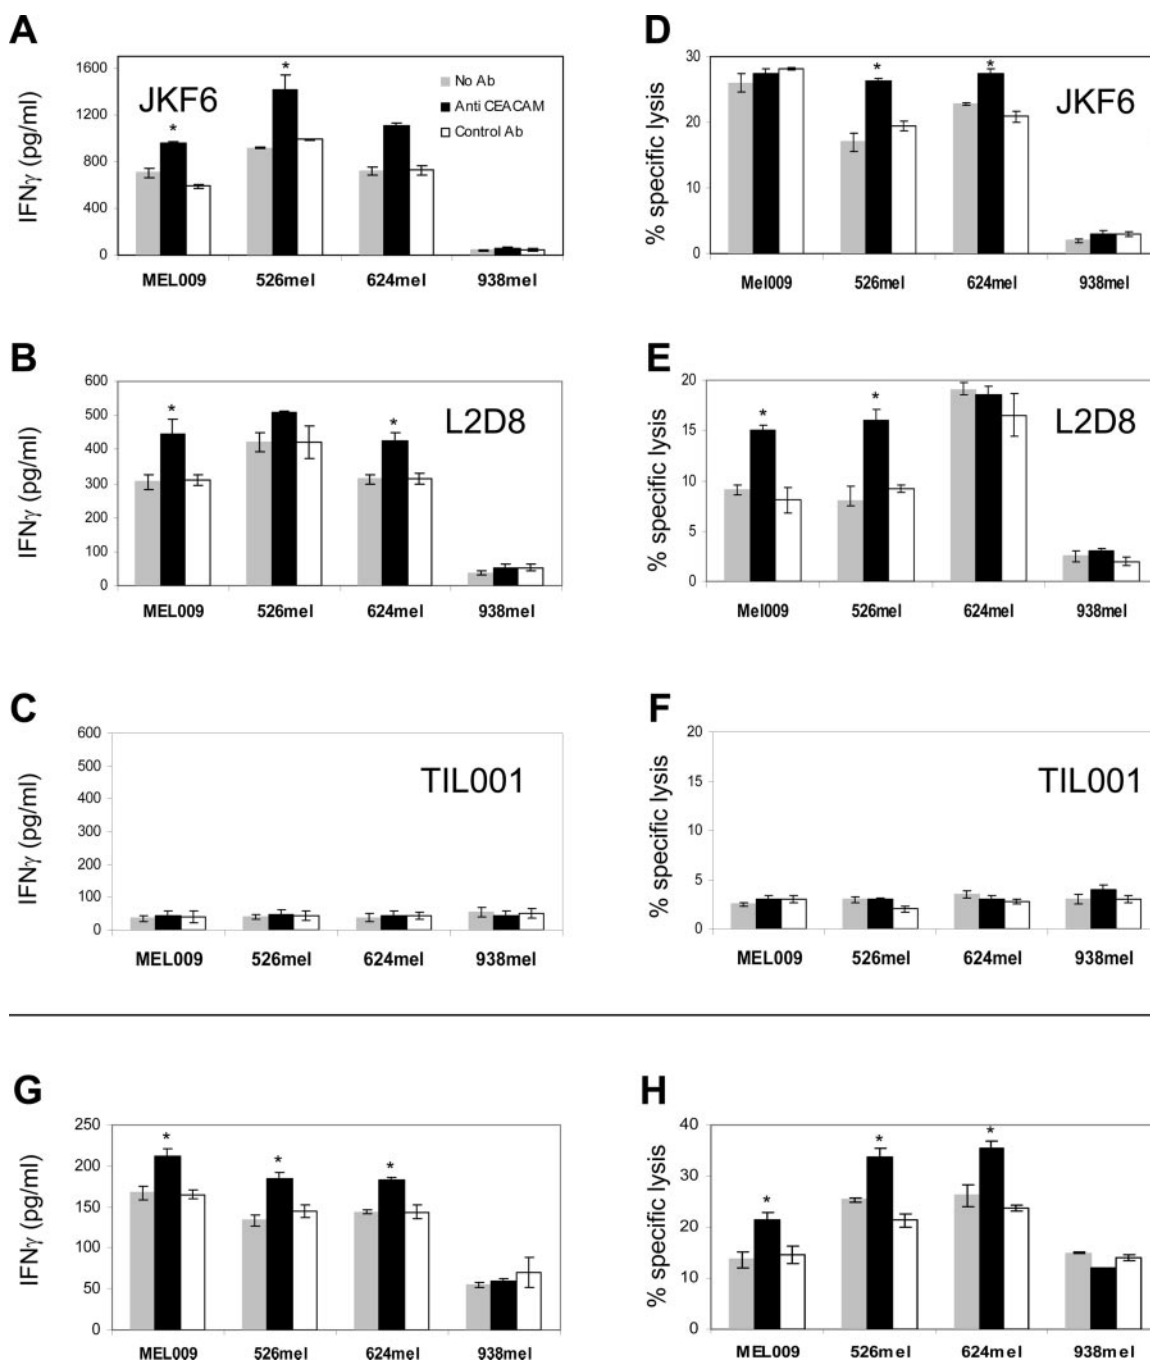 A
IFNγ (pg/ml)
1600
1200
800
400
0
JKF6
*
*
No Ab
Anti CEACAM
Control Ab
MEL009 526mel 624mel 938mel
D
% specific lysis
30
20
10
0
*
*
JKF6
Mel009 526mel 624mel 938mel
B
IFNγ (pg/ml)
600
500
400
300
200
100
0
*
*
L2D8
MEL009 526mel 624mel 938mel
E
% specific lysis
20
15
10
5
0
*
*
L2D8
Mel009 526mel 624mel 938mel
C
IFNγ (pg/ml)
600
500
400
300
200
100
0
TIL001
MEL009 526mel 624mel 938mel
F
% specific lysis
20
15
10
5
0
TIL001
MEL009 526mel 624mel 938mel
G
IFNγ (pg/ml)
250
200
150
100
50
0
*
*
*
MEL009 526mel 624mel 938mel
H
% specific lysis
40
30
20
10
0
*
*
*
MEL009 526mel 624mel 938mel